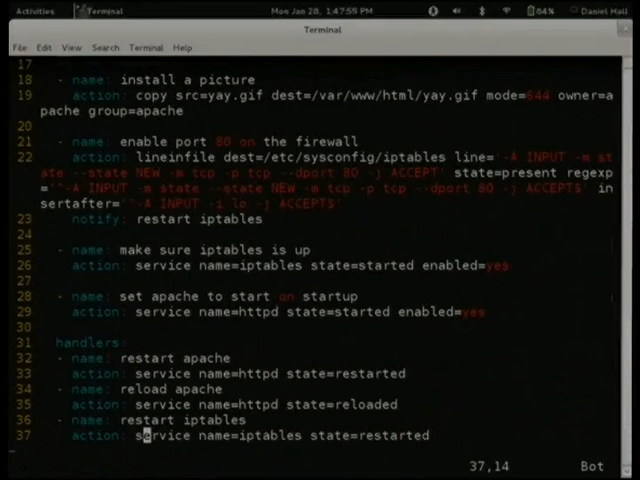 Activities Terminal Mon Jan 28, 1:47:55 PM 84% Daniel Hall
Terminal
File Edit View Search Terminal Help
17
18 - name: install a picture
19 action: copy src=yay.gif dest=/var/www/html/yay.gif mode=644 owner=a
pache group=apache
20
21 - name: enable port 80 on the firewall
22 action: lineinfile dest=/etc/sysconfig/iptables line='-A INPUT -m st
ate --state NEW -m tcp -p tcp --dport 80 -j ACCEPT' state=present regexp
='^-A INPUT -m state --state NEW -m tcp -p tcp --dport 80 -j ACCEPT$' in
sertafter='^-A INPUT -i lo -j ACCEPT$'
23 notify: restart iptables
24
25 - name: make sure iptables is up
26 action: service name=iptables state=started enabled=yes
27
28 - name: set apache to start on startup
29 action: service name=httpd state=started enabled=yes
30
31 handlers:
32 - name: restart apache
33 action: service name=httpd state=restarted
34 - name: reload apache
35 action: service name=httpd state=reloaded
36 - name: restart iptables
37 action: service name=iptables state=restarted
~
37,14 Bot